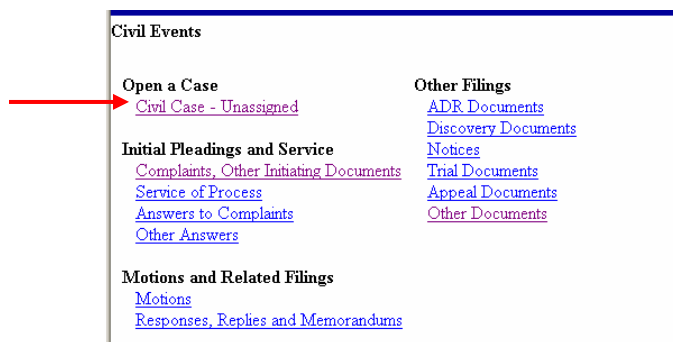 Civil Events
Open a Case
Civil Case - Unassigned
Initial Pleadings and Service
Complaints, Other Initiating Documents
Service of Process
Answers to Complaints
Other Answers
Motions and Related Filings
Motions
Responses, Replies and Memorandums
Other Filings
ADR Documents
Discovery Documents
Notices
Trial Documents
Appeal Documents
Other Documents